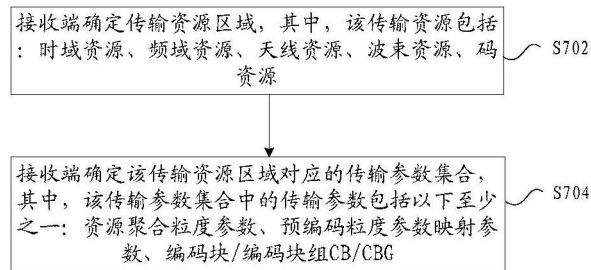 接收端确定传输资源区域，其中，该传输资源包括
：时域资源、频域资源、天线资源、波束资源、码
资源
S702
接收端确定该传输资源区域对应的传输参数集合，
其中，该传输参数集合中的传输参数包括以下至少
之一：资源聚合粒度参数、预编码粒度参数映射参
数、编码块/编码块组CB/CBG
S704